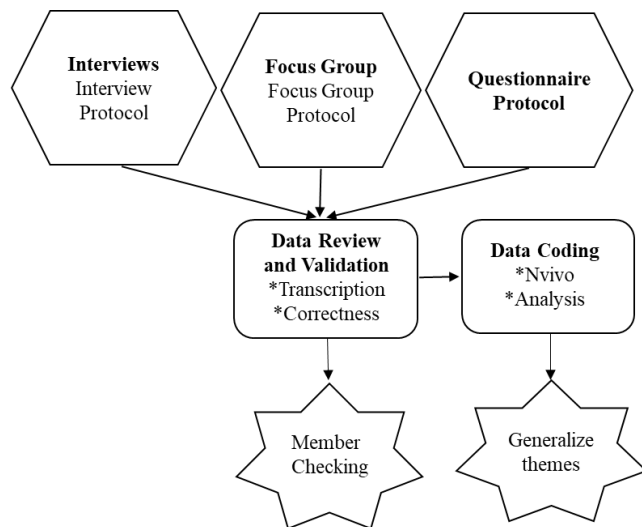 Interviews
Interview
Protocol
Focus Group
Focus Group
Protocol
Questionnaire
Protocol
Data Review
and Validation
*Transcription
*Correctness
Data Coding
*Nvivo
*Analysis
Member
Checking
Generalize
themes